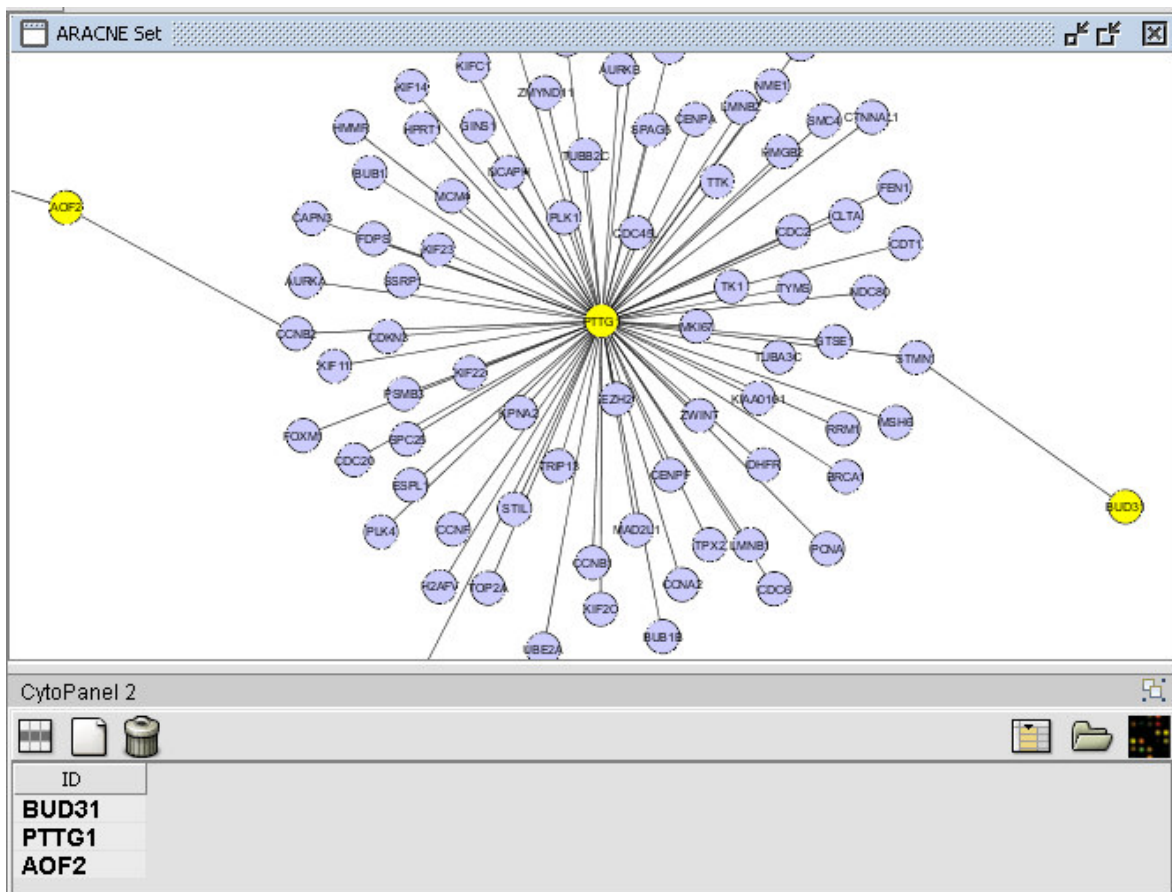 ARACNE Set
KIFC1
AURKB
KIF14
ZMYND11
NME1
LMNB2
HMMR
HPRT1
GINS1
SPAG5
CENPA
SMC4
CTNNAL1
TUBB2C
HMGB2
BUB1
NCAPH
TTK
FEN1
MCM4
AOF2
CAPN3
PLK1
CLTA
FDPS
KIF23
CDC45L
CDC2
CDT1
AURKA
SSRP1
TK1
TYMS
NDC80
PTTG
MKI67
CCNB2
CDKN3
GTSE1
KIF11
TUBA3C
STMN1
KIF22
PSMB3
EZH2
KIAA0101
KPNA2
ZWINT
MSH6
FOXM1
SPC25
RRM1
CDC20
TRIP13
CENPF
DHFR
ESPL1
BRCA1
STIL
BUD31
PLK4
CCNF
MAD2L1
TPX2
LMNB1
PCNA
CCNB1
H2AFV
TOP2A
CCNA2
CDC6
KIF20
BUB1B
UBE2A
CytoPanel 2
ID
BUD31
PTTG1
AOF2